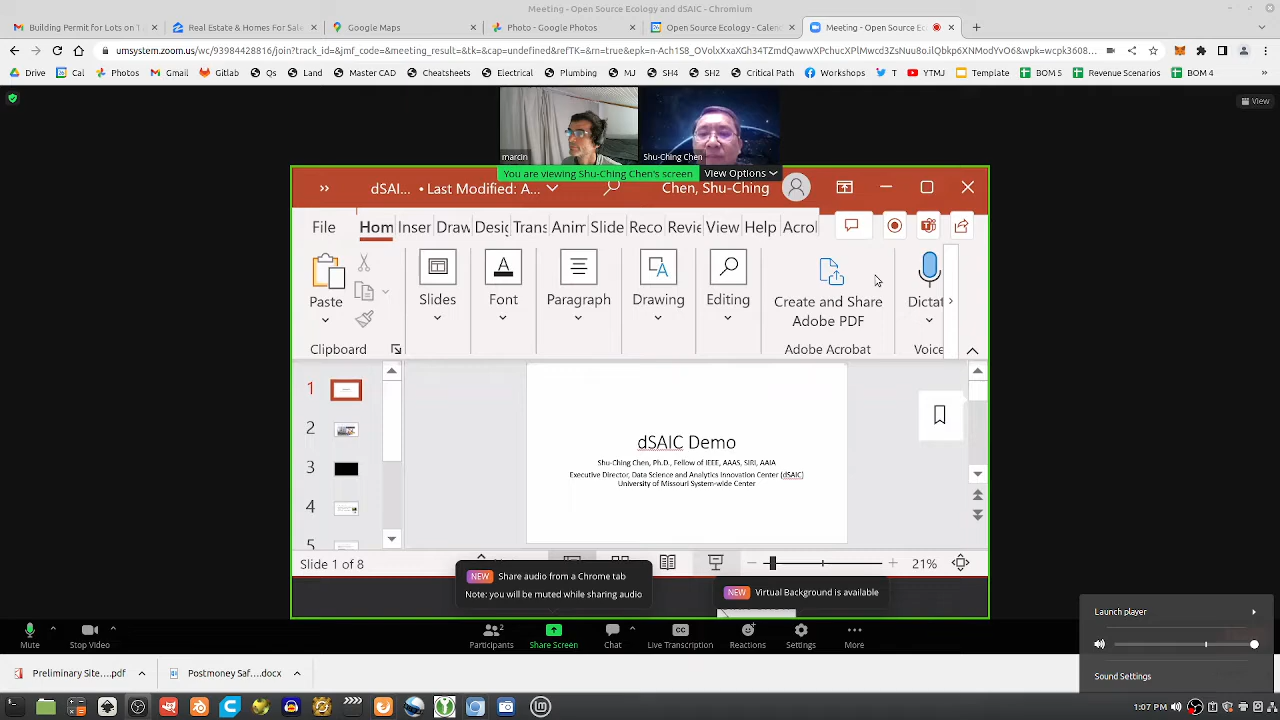 Meeting - Open Source Ecology and dSAIC - Chromium
Building Permit for Lots on 'I
Real Estate & Homes For Sale
Google Maps
Photo - Google Photos
Open Source Ecology - Calenc
Meeting - Open Source Ec
Drive
Cal
Photos
Gmail
Gitlab
Qs
Land
Master CAD
Cheatsheets
Electrical
Plumbing
MJ
SH4
SH2
Critical Path
Workshops
T
YTMJ
Template
BOM 5
Revenue Scenarios
BOM 4
View
marcin
Shu-Ching Chen
You are viewing Shu-Ching Chen's screen
View Options
dSAI... • Last Modified: A...
Chen, Shu-Ching
File
Hom
Inser
Draw
Desig
Trans
Anim
Slide
Reco
Revie
View
Help
Acrol
Paste
Slides
Font
Paragraph
Drawing
Editing
Create and Share
Adobe PDF
Dictat
Clipboard
Adobe Acrobat
Voice
1
2
3
4
5
dSAIC Demo
Shu-Ching Chen, Ph.D., Fellow of IEEE, AAAS, SIRI, AAIA
Executive Director, Data Science and Analytics Innovation Center (dSAIC)
University of Missouri System-wide Center
Slide 1 of 8
21%
NEW Share audio from a Chrome tab
Note: you will be muted while sharing audio
NEW Virtual Background is available
Launch player
Sound Settings
Mute
Stop Video
2
Participants
Share Screen
Chat
Live Transcription
Reactions
Settings
More
Preliminary Site....pdf
Postmoney Saf....docx
1:07 PM